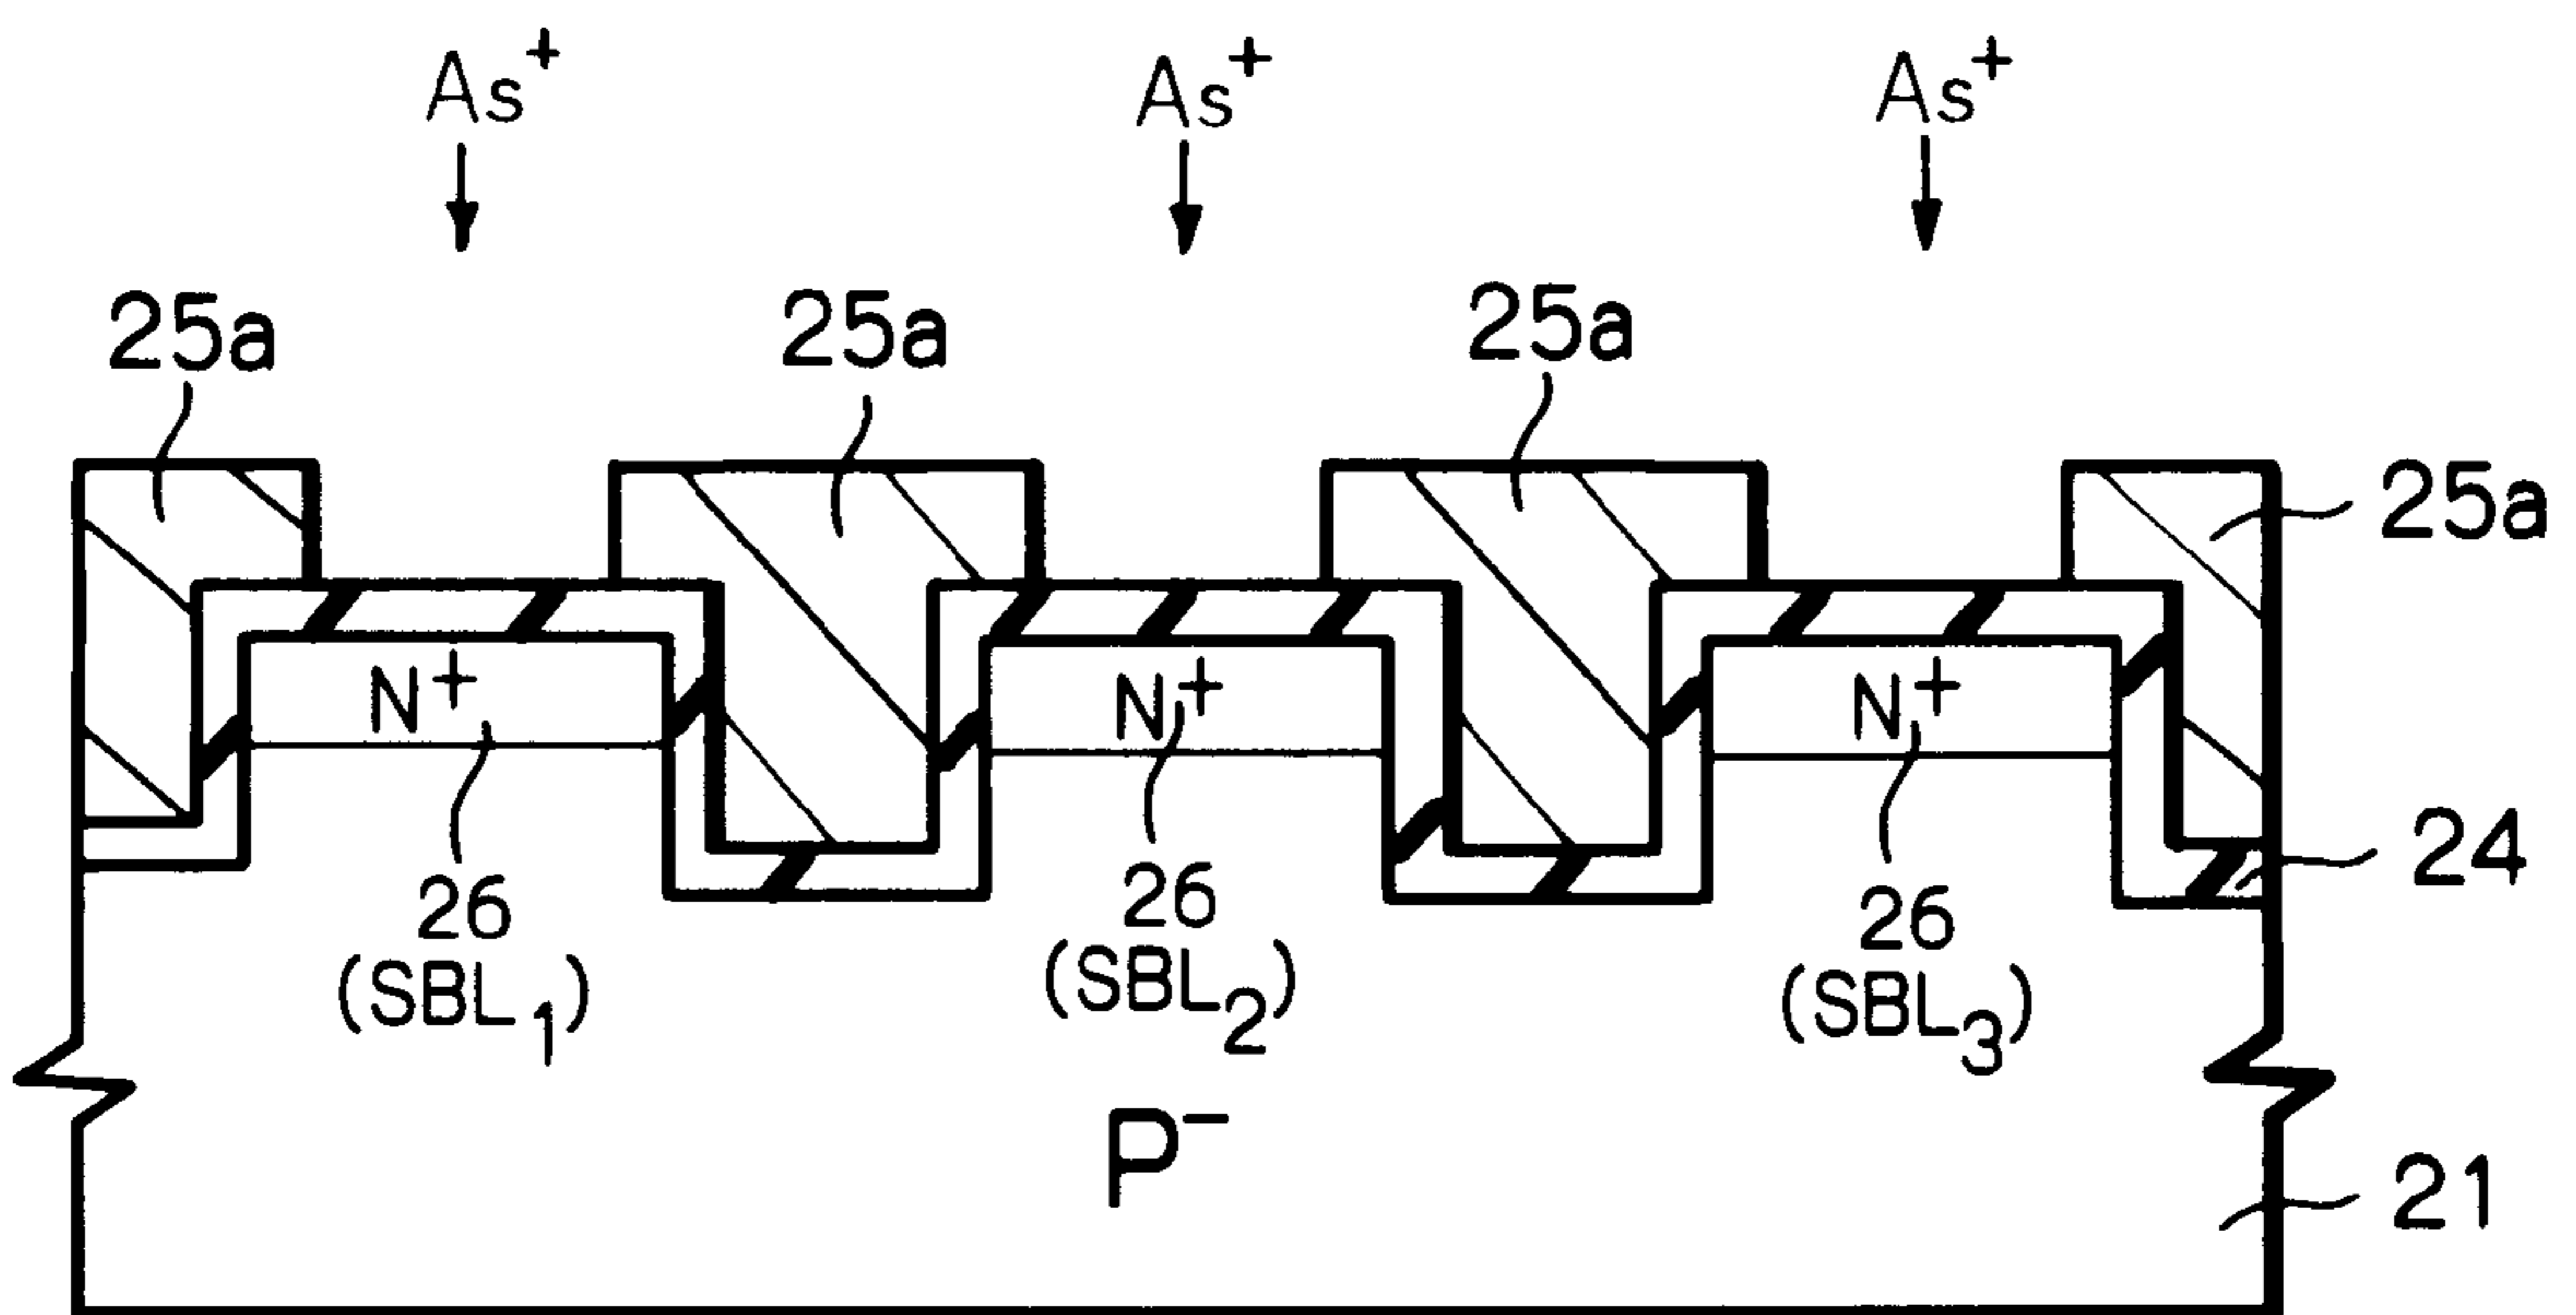 As⁺ As⁺ As⁺
25a 25a 25a
25a
N⁺ N⁺ N⁺
24
26 26 26
(SBL₁) (SBL₂) (SBL₃)
P⁻
21